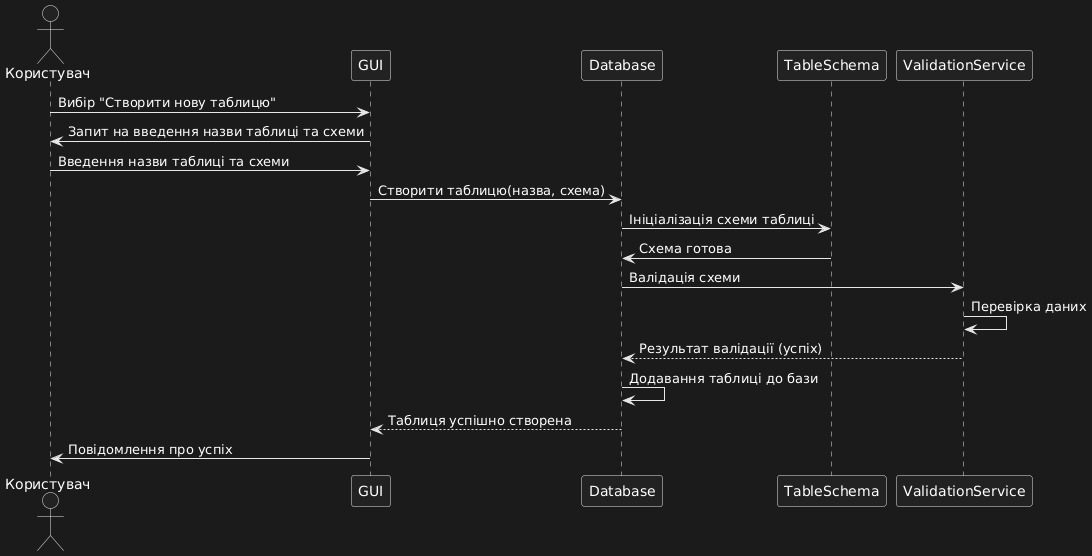 Користувач
GUI
Database
TableSchema
ValidationService
Вибір "Створити нову таблицю"
Запит на введення назви таблиці та схеми
Введення назви таблиці та схеми
Створити таблицю(назва, схема)
Ініціалізація схеми таблиці
Схема готова
Валідація схеми
Перевірка даних
Результат валідації (успіх)
Додавання таблиці до бази
Таблиця успішно створена
Повідомлення про успіх
Користувач
GUI
Database
TableSchema
ValidationService